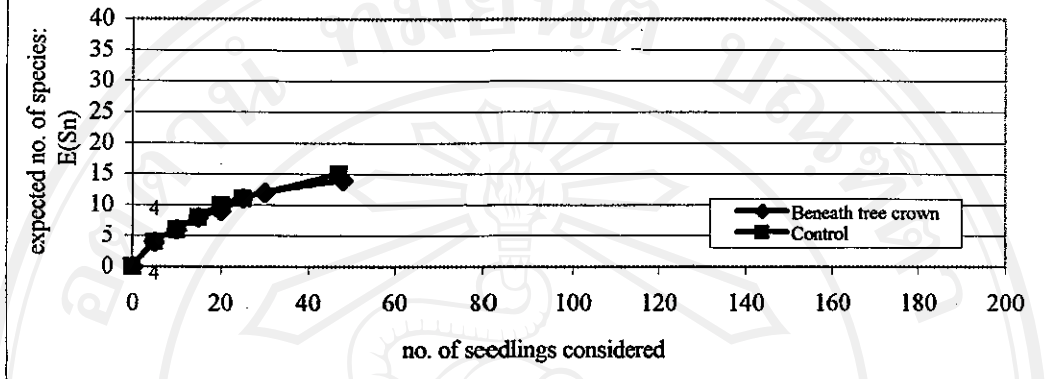 expected no. of species:
E(Sn)
40
35
30
25
20
15
10
5
0
4
4
0 20 40 60 80 100 120 140 160 180 200
no. of seedlings considered
Beneath tree crown
Control